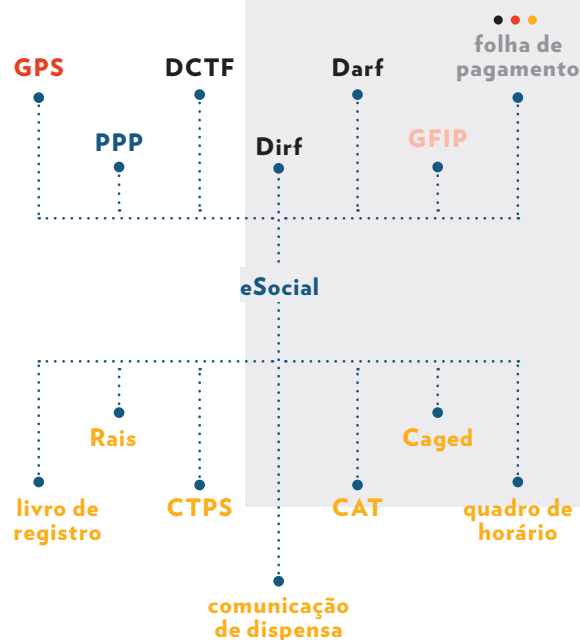 folha de
pagamento
GPS
DCTF
Darf
PPP
Dirf
GFIP
eSocial
Rais
Caged
livro de
registro
CTPS
CAT
quadro de
horário
comunicação
de dispensa